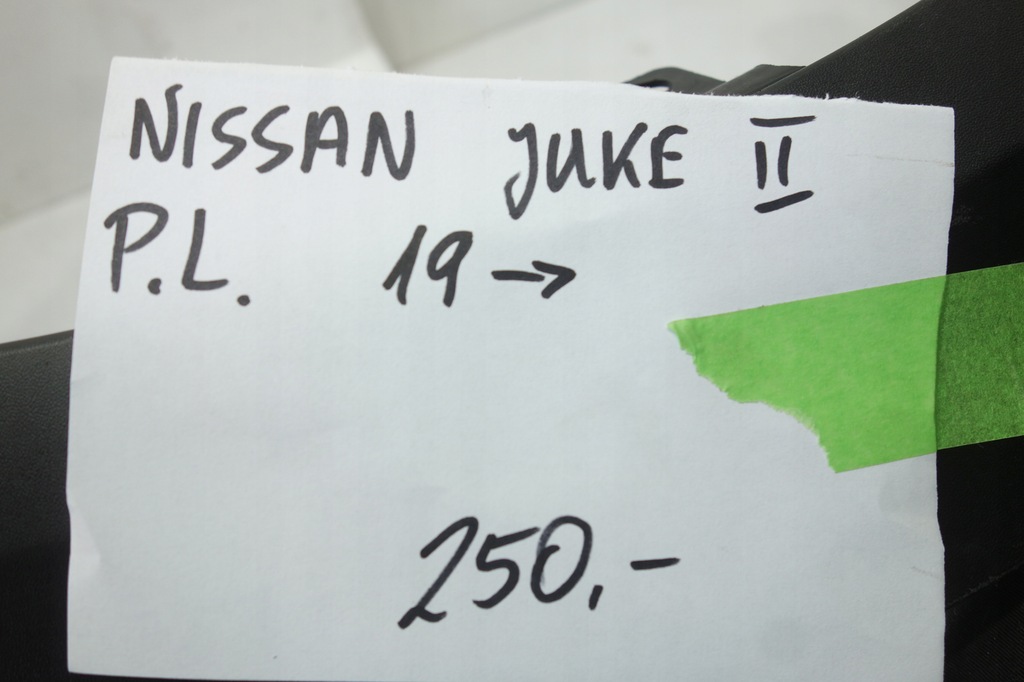 NISSAN JUKE II
P.L. 19 →
250,-